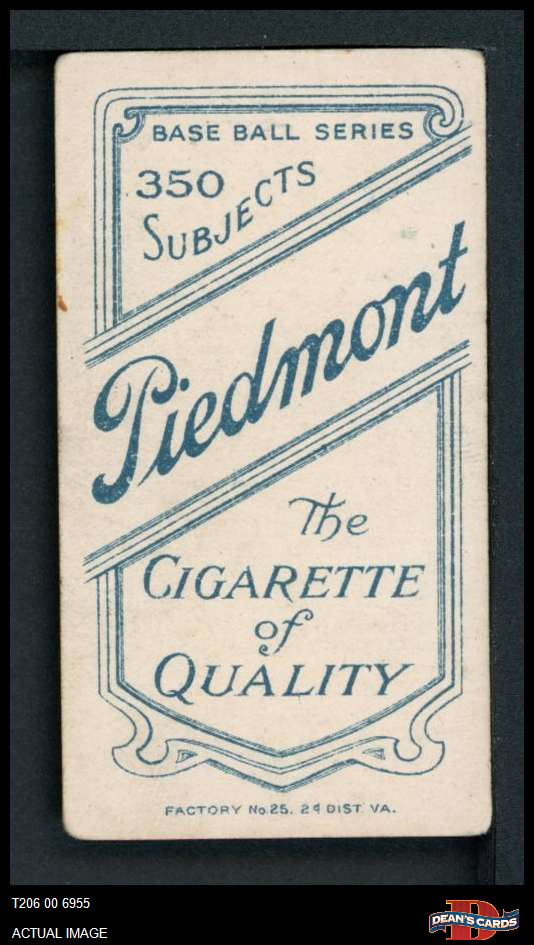 BASE BALL SERIES
350
SUBJECTS
Piedmont
The
CIGARETTE
of
QUALITY
FACTORY No. 25, 2d DIST. VA.
T206 00 6955
ACTUAL IMAGE
D
DEAN'S CARDS